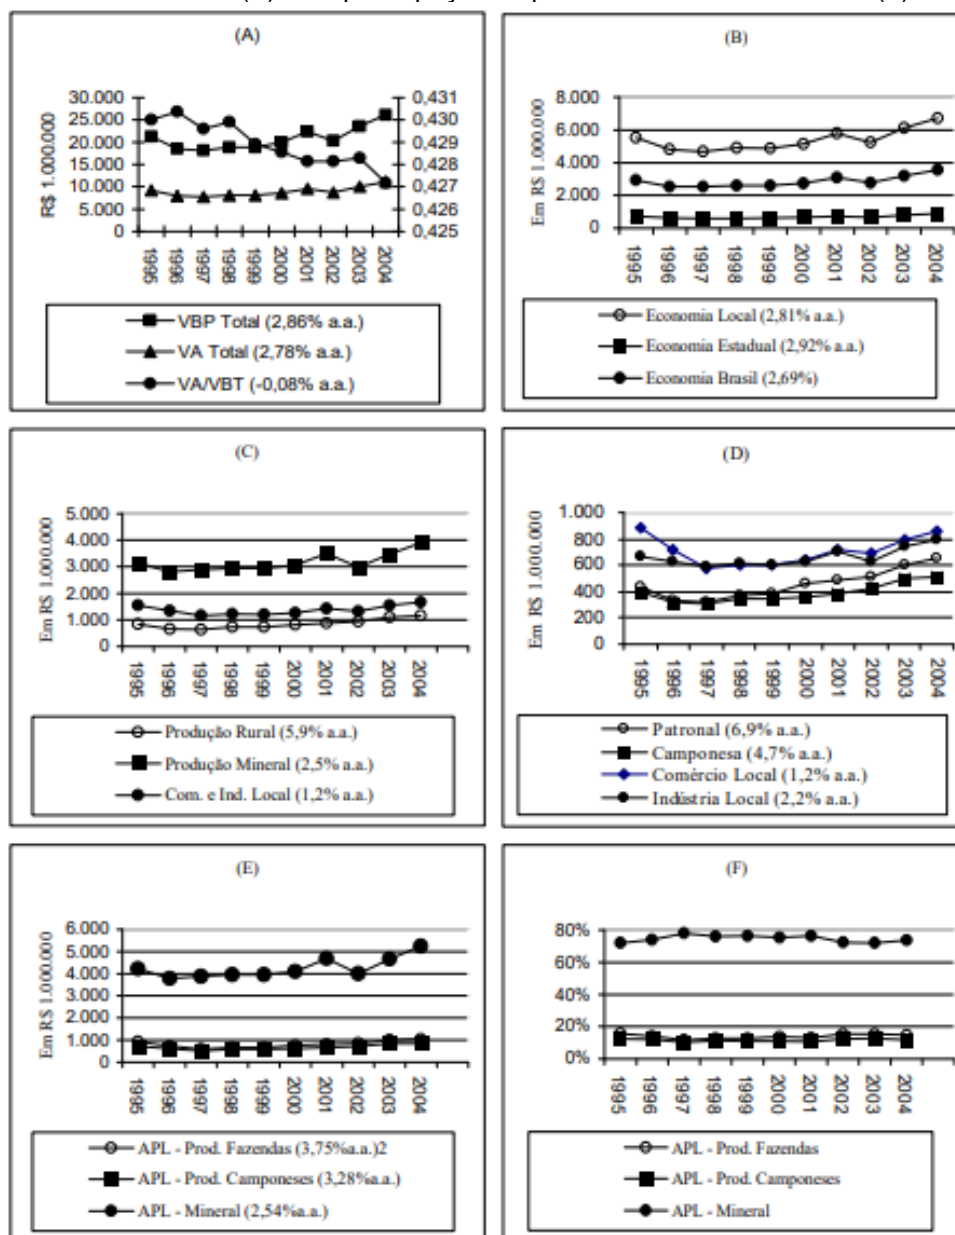 (A)
R$ 1.000.000
30.000
25.000
20.000
15.000
10.000
5.000
0
0,431
0,430
0,429
0,428
0,427
0,426
0,425
1995 1996 1997 1998 1999 2000 2001 2002 2003 2004
VBP Total (2,86% a.a.)
VA Total (2,78% a.a.)
VA/VBT (-0,08% a.a.)
(B)
Em R$ 1.000.000
8.000
6.000
4.000
2.000
0
1995 1996 1997 1998 1999 2000 2001 2002 2003 2004
Economia Local (2,81% a.a.)
Economia Estadual (2,92% a.a.)
Economia Brasil (2,69%)
(C)
Em R$ 1.000.000
5.000
4.000
3.000
2.000
1.000
0
1995 1996 1997 1998 1999 2000 2001 2002 2003 2004
Produção Rural (5,9% a.a.)
Produção Mineral (2,5% a.a.)
Com. e Ind. Local (1,2% a.a.)
(D)
Em R$ 1.000.000
1.000
800
600
400
200
0
1995 1996 1997 1998 1999 2000 2001 2002 2003 2004
Patronal (6,9% a.a.)
Camponesa (4,7% a.a.)
Comércio Local (1,2% a.a.)
Indústria Local (2,2% a.a.)
(E)
Em R$ 1.000.000
6.000
5.000
4.000
3.000
2.000
1.000
0
1995 1996 1997 1998 1999 2000 2001 2002 2003 2004
APL - Prod. Fazendas (3,75%a.a.)2
APL - Prod. Camponeses (3,28%a.a.)
APL - Mineral (2,54%a.a.)
(F)
80%
60%
40%
20%
0%
1995 1996 1997 1998 1999 2000 2001 2002 2003 2004
APL - Prod. Fazendas
APL - Prod. Camponeses
APL - Mineral